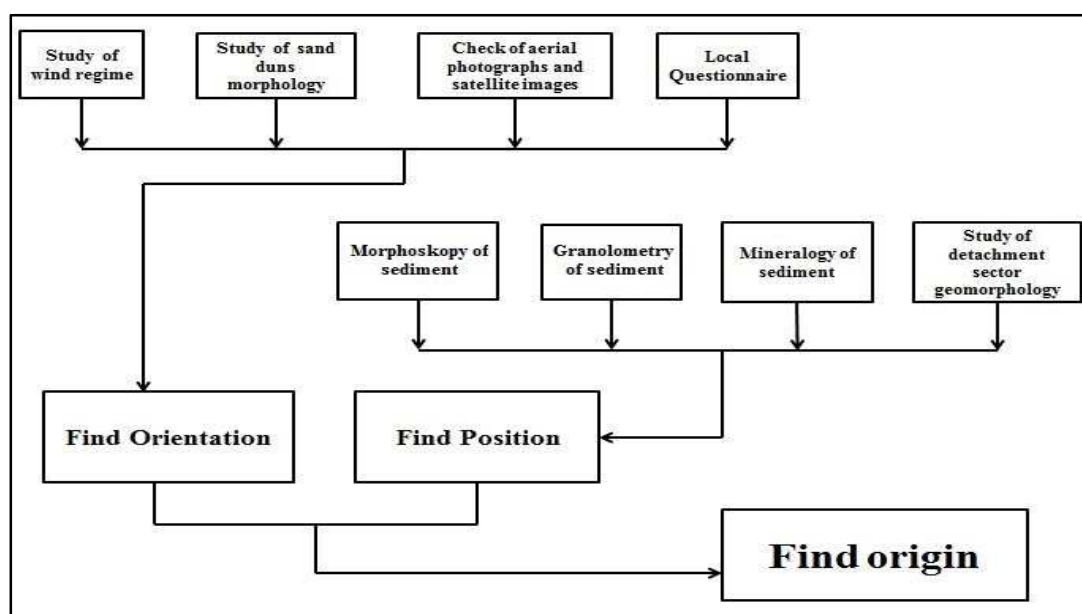 Study of
wind regime
Study of sand
duns
morphology
Check of aerial
photographs and
satellite images
Local
Questionnaire
Morphoskopy of
sediment
Granolometry
of sediment
Mineralogy of
sediment
Study of
detachment
sector
geomorphology
Find Orientation
Find Position
Find origin